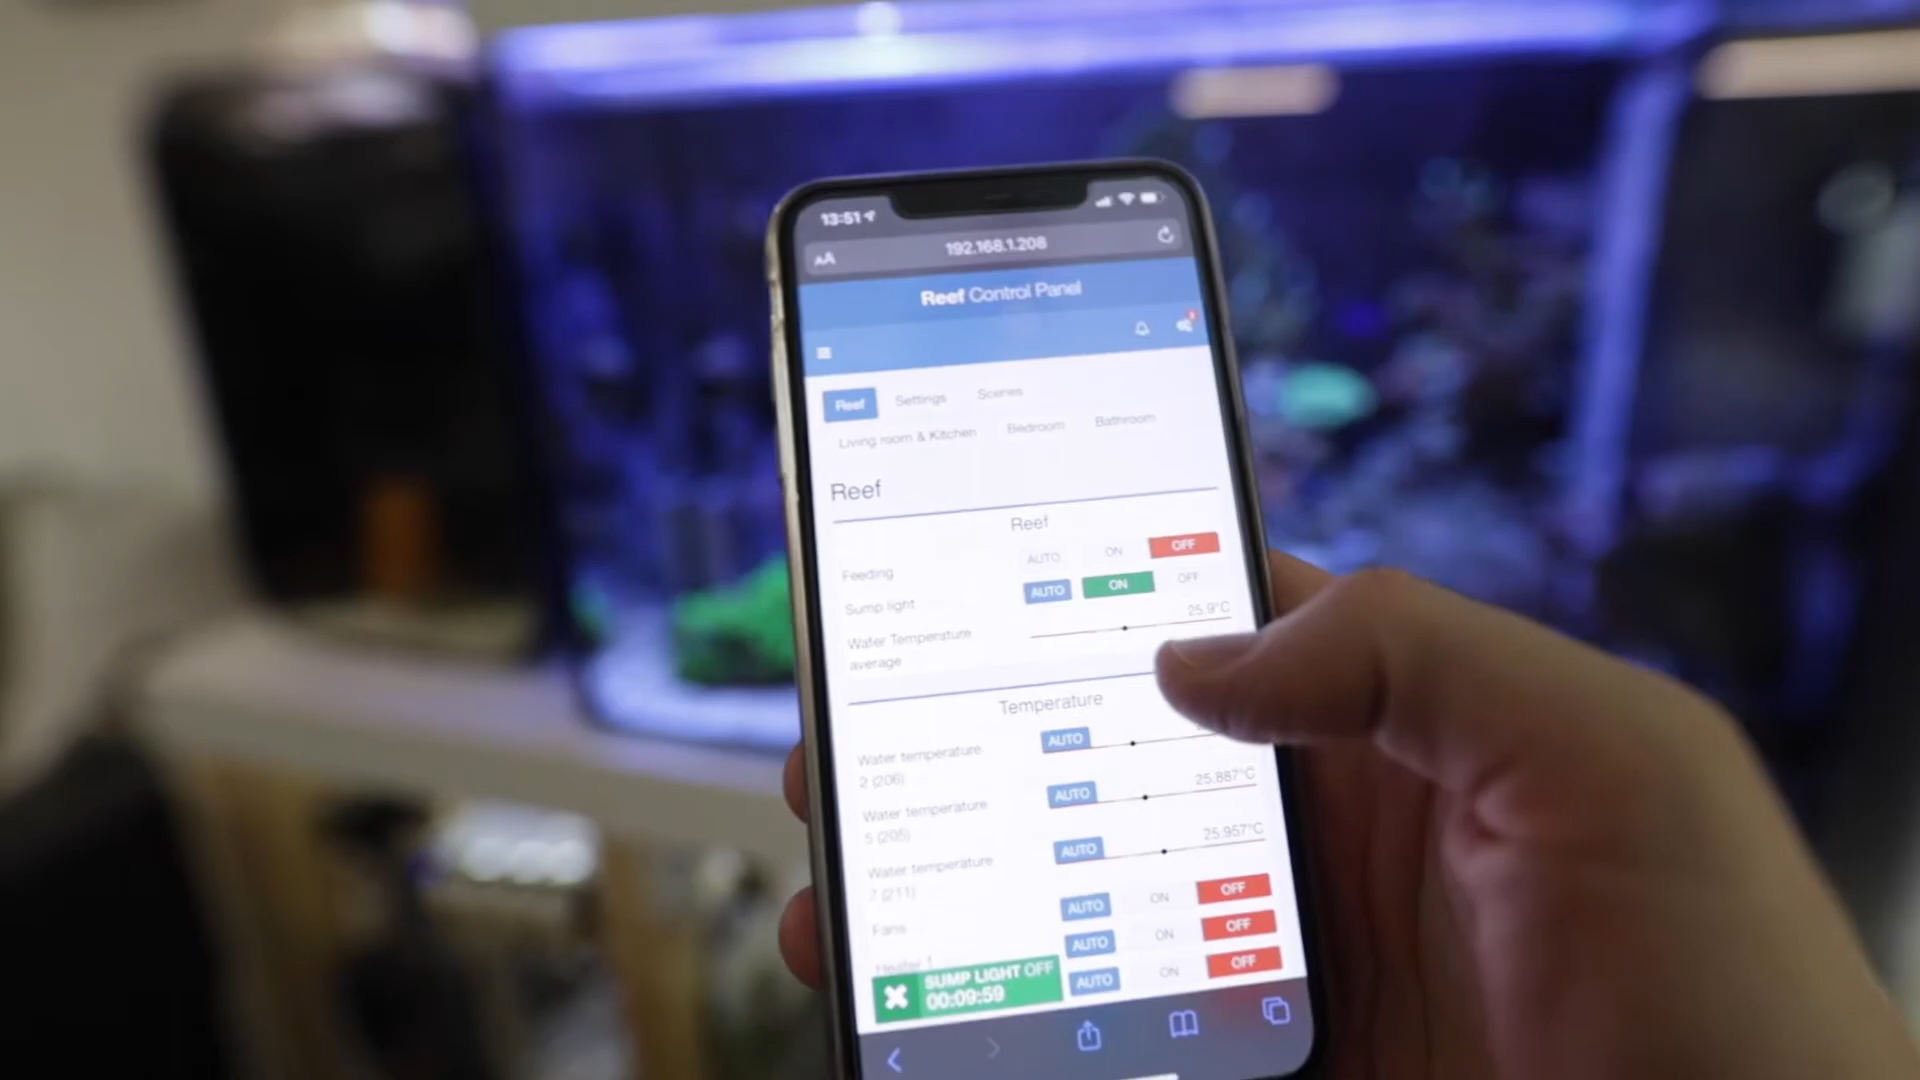 13:51
AA 192.168.1.208
Reef Control Panel
Reef Settings Scenes
Living room & Kitchen Bedroom Bathroom
Reef
Reef
Feeding AUTO ON OFF
Sump light AUTO ON OFF
Water Temperature average 25.9°C
Temperature
Water temperature 2 (206) AUTO
Water temperature 5 (205) AUTO 25.887°C
Water temperature 7 (211) AUTO 25.957°C
Fans AUTO ON OFF
Heater 1 AUTO ON OFF
AUTO ON OFF
SUMP LIGHT OFF
00:09:59